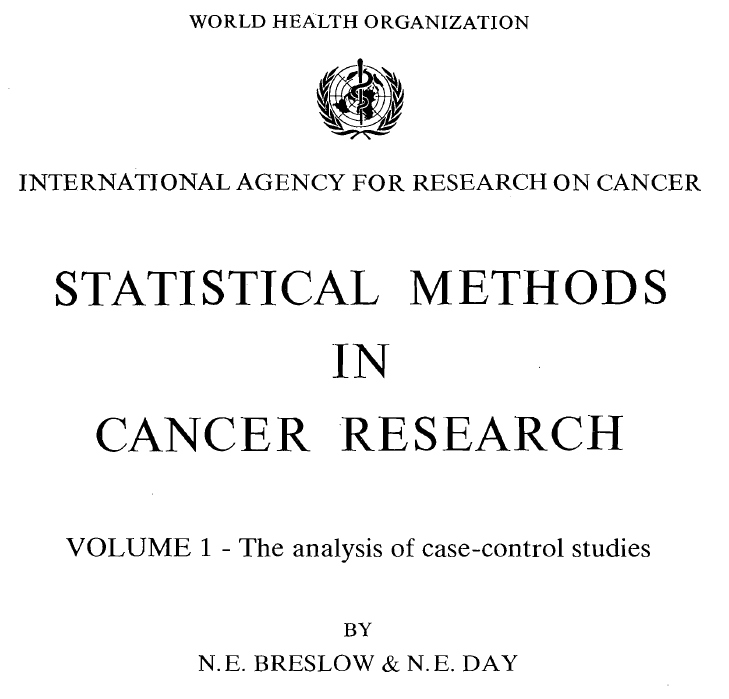 WORLD HEALTH ORGANIZATION
INTERNATIONAL AGENCY FOR RESEARCH ON CANCER
STATISTICAL METHODS
IN
CANCER RESEARCH
VOLUME 1 - The analysis of case-control studies
BY
N.E. BRESLOW & N.E. DAY